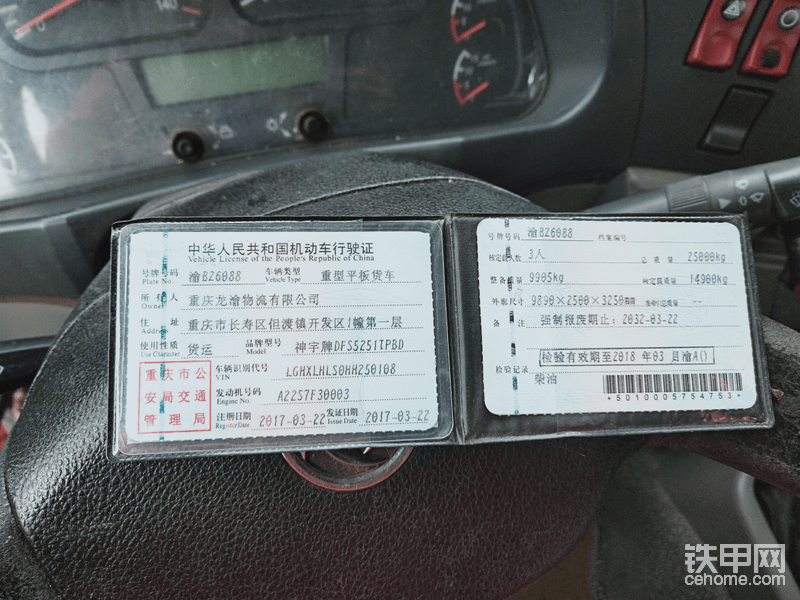 140
中华人民共和国机动车行驶证
Vehicle License of the People's Republic of China
号牌号码 渝BZ6088 车辆类型 重型平板货车
Plate No. Vehicle Type
所有人 重庆龙渝物流有限公司
Owner
住址 重庆市长寿区但渡镇开发区1幢第一层
Address
使用性质 货运 品牌型号 神宇牌DFS5251TPBD
Use Character Model
重庆市公
安局交通
管理局
车辆识别代号 LGHXLHLS0HH250108
VIN
发动机号码 A22S7F30003
Engine No.
注册日期 2017-03-22 发证日期 2017-03-22
Register Date Issue Date
号牌号码 渝BZ6088 档案编号
核定载人数 3人 总质量 25000kg
整备质量 9905kg 核定载质量 14900kg
外廓尺寸 9890×2500×3250mm 准牵引总质量 --
备注 强制报废期止:2032-03-22
检验有效期至2018年03月渝A()
检验记录
柴油
*5010005754753*
铁甲网
cehome.com